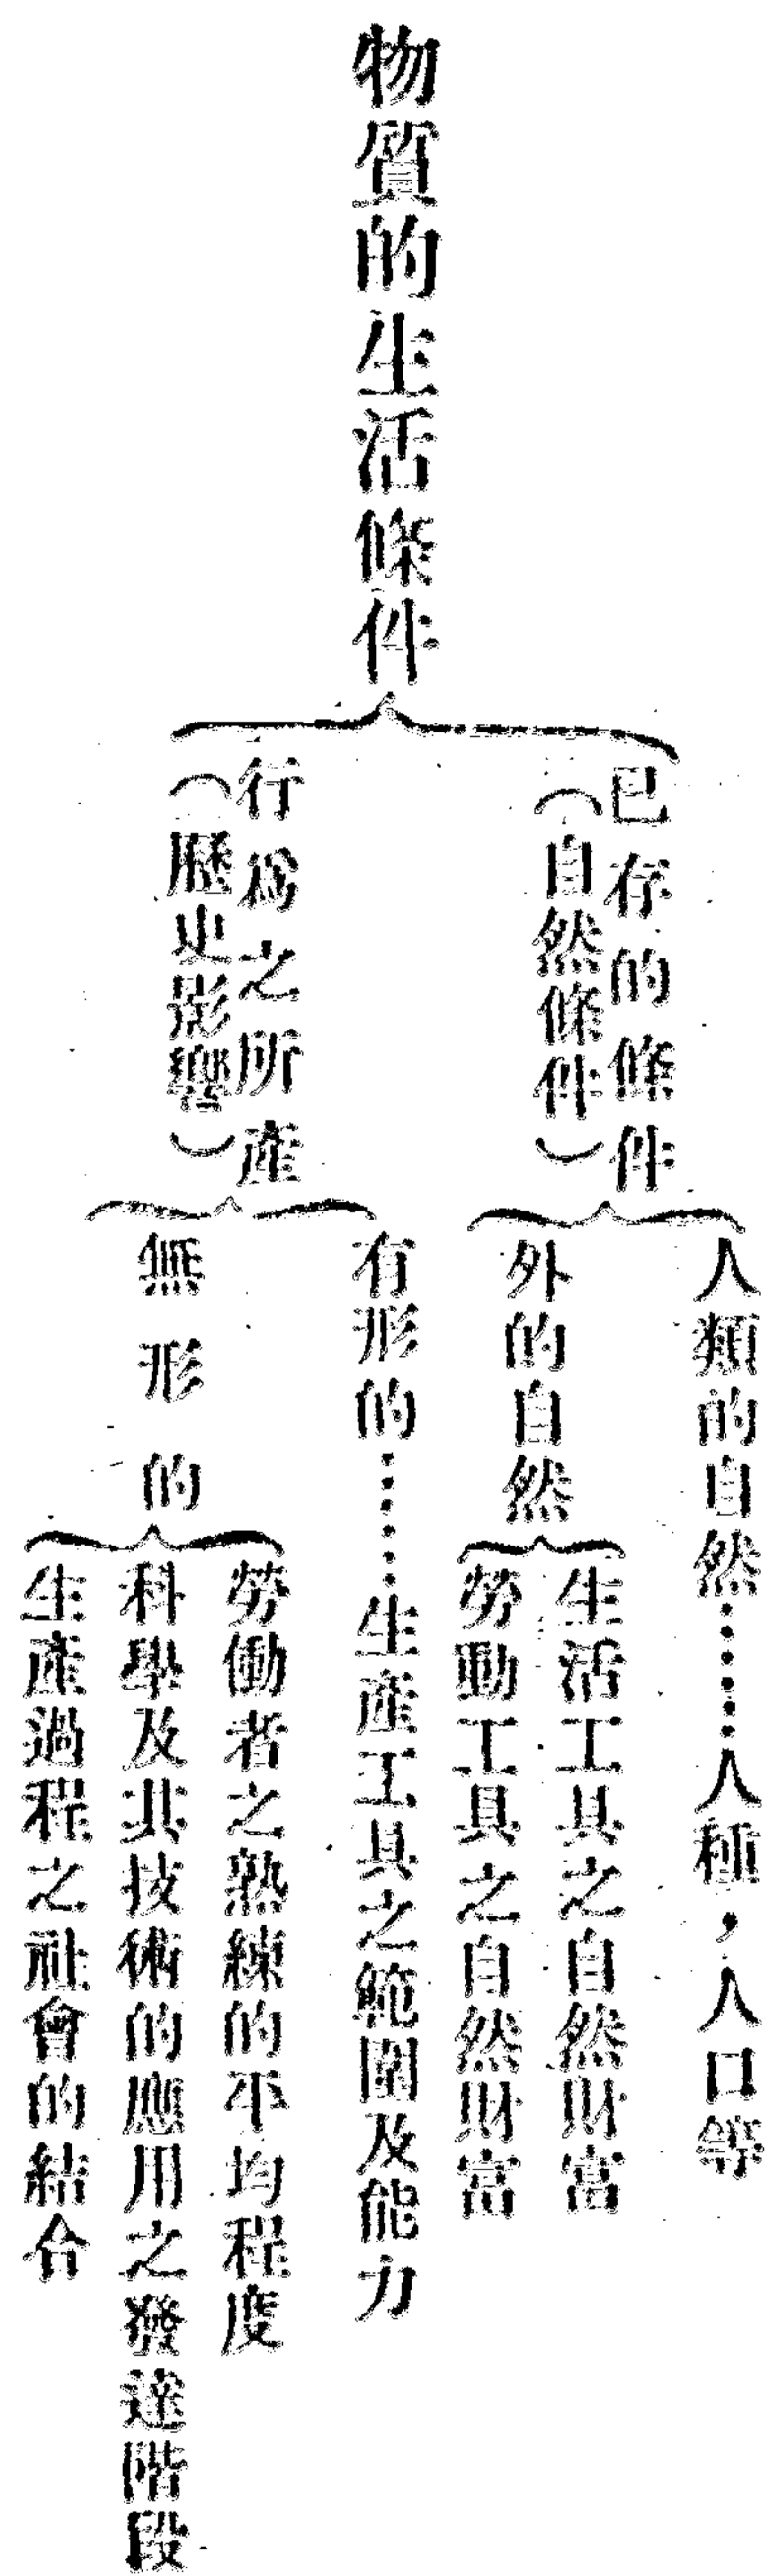 物質的生活條件
已存的條件
（自然條件）
人類的自然……人種，人口等
外的自然
生活工具之自然財富
勞動工具之自然財富
行爲之所產
（歷史影響）
有形的……生產工具之範圍及能力
無形的
勞働者之熟練的平均程度
科學及其技術的應用之發達階段
生產過程之社會的結合